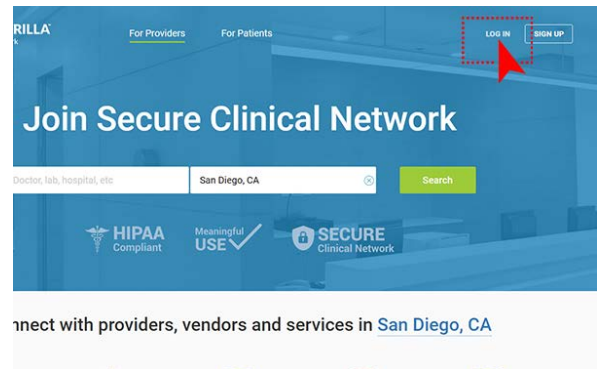 RILLA
For Providers
For Patients
LOG IN
SIGN UP
Join Secure Clinical Network
Doctor, lab, hospital, etc
San Diego, CA
Search
HIPAA
Compliant
Meaningful
USE
SECURE
Clinical Network
nnect with providers, vendors and services in San Diego, CA